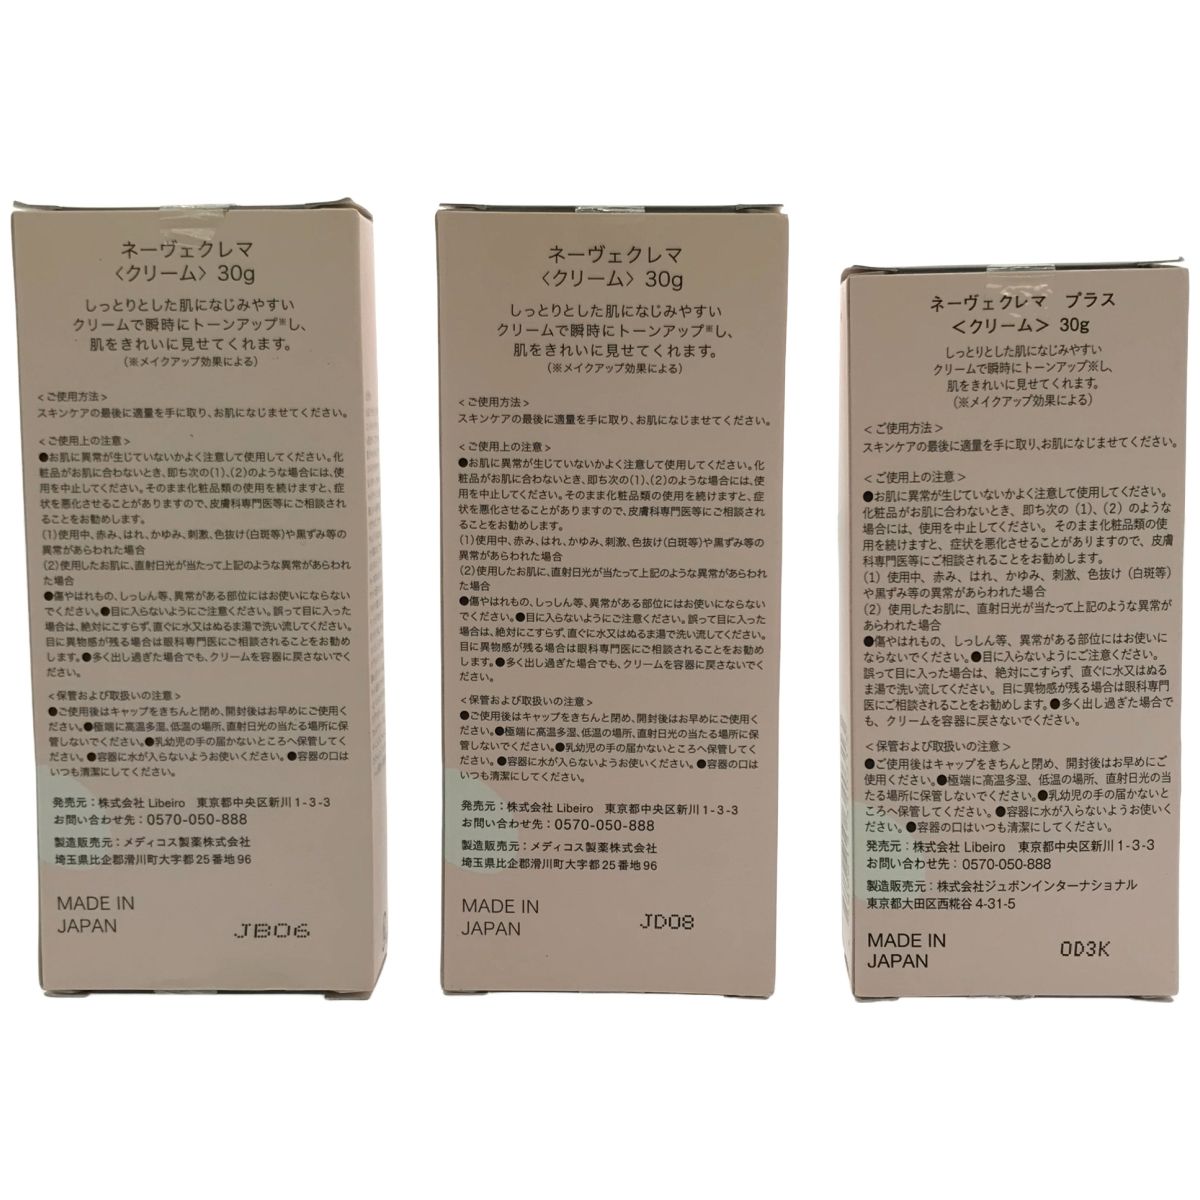 ネーヴェクレマ
〈クリーム〉30g
しっとりとした肌になじみやすい
クリームで瞬時にトーンアップ※し、
肌をきれいに見せてくれます。
(※メイクアップ効果による)
<ご使用方法>
スキンケアの最後に適量を手に取り、お肌になじませてください。
<ご使用上の注意>
●お肌に異常が生じていないかよく注意して使用してください。化
粧品がお肌に合わないとき、即ち次の(1)、(2)のような場合には、使
用を中止してください。そのまま化粧品類の使用を続けますと、症
状を悪化させることがありますので、皮膚科専門医等にご相談され
ることをお勧めします。
(1)使用中、赤み、はれ、かゆみ、刺激、色抜け(白斑等)や黒ずみ等の
異常があらわれた場合
(2)使用したお肌に、直射日光が当たって上記のような異常があらわれ
た場合
●傷やはれもの、しっしん等、異常がある部位にはお使いにならない
でください。●目に入らないようにご注意ください。誤って目に入った
場合は、絶対にこすらず、直ぐに水又はぬるま湯で洗い流してください。
目に異物感が残る場合は眼科専門医にご相談されることをお勧め
します。●多く出し過ぎた場合でも、クリームを容器に戻さないでく
ださい。
<保管および取扱いの注意>
●ご使用後はキャップをきちんと閉め、開封後はお早めにご使用く
ださい。●極端に高温多湿、低温の場所、直射日光の当たる場所に保
管しないでください。●乳幼児の手の届かないところへ保管してく
ださい。●容器に水が入らないようお使いください。●容器の口は
いつも清潔にしてください。
発売元：株式会社 Libeiro　東京都中央区新川 1-3-3
お問い合わせ先：0570-050-888
製造販売元：メディコス製薬株式会社
埼玉県比企郡滑川町大字都25番地96
MADE IN
JAPAN
JB06
ネーヴェクレマ
〈クリーム〉30g
しっとりとした肌になじみやすい
クリームで瞬時にトーンアップ※し、
肌をきれいに見せてくれます。
(※メイクアップ効果による)
<ご使用方法>
スキンケアの最後に適量を手に取り、お肌になじませてください。
<ご使用上の注意>
●お肌に異常が生じていないかよく注意して使用してください。化
粧品がお肌に合わないとき、即ち次の(1)、(2)のような場合には、使
用を中止してください。そのまま化粧品類の使用を続けますと、症
状を悪化させることがありますので、皮膚科専門医等にご相談され
ることをお勧めします。
(1)使用中、赤み、はれ、かゆみ、刺激、色抜け(白斑等)や黒ずみ等の
異常があらわれた場合
(2)使用したお肌に、直射日光が当たって上記のような異常があらわれ
た場合
●傷やはれもの、しっしん等、異常がある部位にはお使いにならない
でください。●目に入らないようにご注意ください。誤って目に入った
場合は、絶対にこすらず、直ぐに水又はぬるま湯で洗い流してください。
目に異物感が残る場合は眼科専門医にご相談されることをお勧め
します。●多く出し過ぎた場合でも、クリームを容器に戻さないでく
ださい。
<保管および取扱いの注意>
●ご使用後はキャップをきちんと閉め、開封後はお早めにご使用く
ださい。●極端に高温多湿、低温の場所、直射日光の当たる場所に保
管しないでください。●乳幼児の手の届かないところへ保管してく
ださい。●容器に水が入らないようお使いください。●容器の口は
いつも清潔にしてください。
発売元：株式会社 Libeiro　東京都中央区新川 1-3-3
お問い合わせ先：0570-050-888
製造販売元：メディコス製薬株式会社
埼玉県比企郡滑川町大字都25番地96
MADE IN
JAPAN
JD08
ネーヴェクレマ　プラス
＜クリーム＞ 30g
しっとりとした肌になじみやすい
クリームで瞬時にトーンアップ※し、
肌をきれいに見せてくれます。
(※メイクアップ効果による)
<ご使用方法>
スキンケアの最後に適量を手に取り、お肌になじませてください。
<ご使用上の注意>
●お肌に異常が生じていないかよく注意して使用してください。
化粧品がお肌に合わないとき、即ち次の（1）、（2）のような
場合には、使用を中止してください。そのまま化粧品類の使
用を続けますと、症状を悪化させることがありますので、皮膚
科専門医等にご相談されることをお勧めします。
（1）使用中、赤み、はれ、かゆみ、刺激、色抜け（白斑等）
や黒ずみ等の異常があらわれた場合
（2）使用したお肌に、直射日光が当たって上記のような異常が
あらわれた場合
●傷やはれもの、しっしん等、異常がある部位にはお使いに
ならないでください。●目に入らないようにご注意ください。
誤って目に入った場合は、絶対にこすらず、直ぐに水又はぬる
ま湯で洗い流してください。目に異物感が残る場合は眼科専門
医にご相談されることをお勧めします。●多く出し過ぎた場合で
も、クリームを容器に戻さないでください。
<保管および取扱いの注意>
●ご使用後はキャップをきちんと閉め、開封後はお早めにご
使用ください。●極端に高温多湿、低温の場所、直射日光の当
たる場所に保管しないでください。●乳幼児の手の届かないと
ころへ保管してください。●容器に水が入らないようお使いくだ
さい。●容器の口はいつも清潔にしてください。
発売元：株式会社 Libeiro　東京都中央区新川 1-3-3
お問い合わせ先：0570-050-888
製造販売元：株式会社ジュポンインターナショナル
東京都大田区西糀谷 4-31-5
MADE IN
JAPAN
OD3K